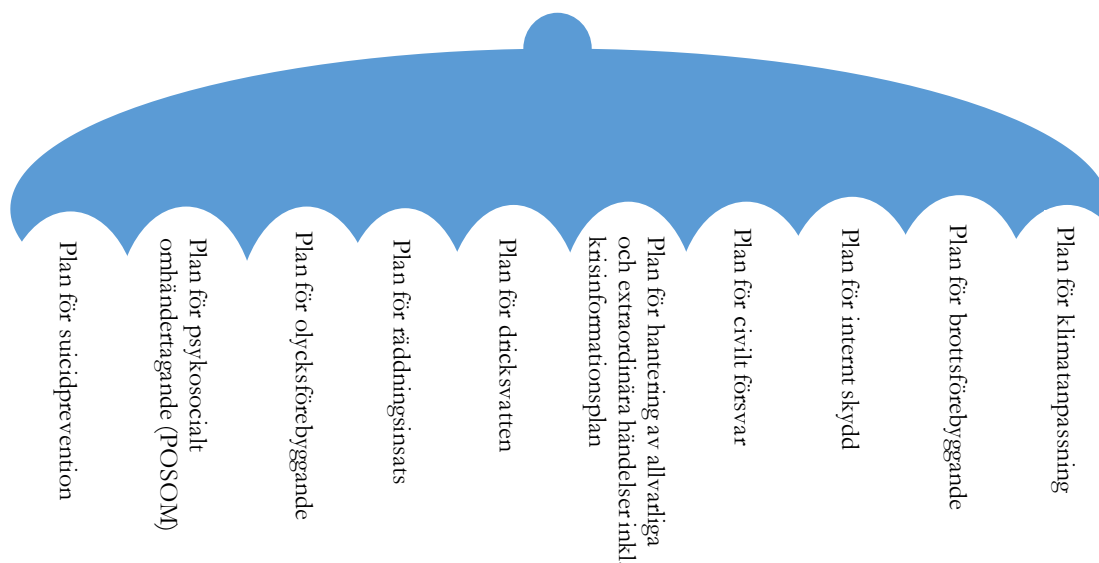 Plan för suicidprevention
Plan för psykosocialt
omhändertagande (POSOM)
Plan för olycksförebyggande
Plan för räddningsinsats
Plan för dricksvatten
Plan för hantering av allvarliga
och extraordinära händelser inkl.
krisinformationsplan
Plan för civilt försvar
Plan för internt skydd
Plan för brottsförebyggande
Plan för klimatanpassning